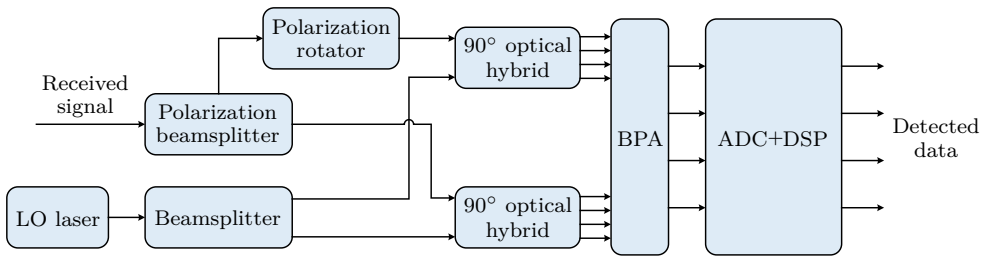 Polarization
rotator
90° optical
hybrid
Received
signal
Polarization
beamsplitter
BPA
ADC+DSP
Detected
data
LO laser
Beamsplitter
90° optical
hybrid